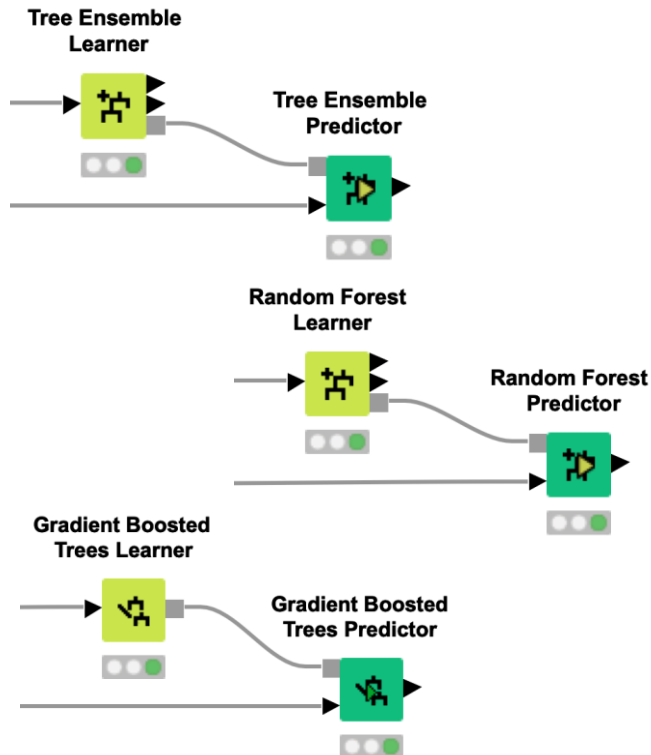 Tree Ensemble
Learner
Tree Ensemble
Predictor
Random Forest
Learner
Random Forest
Predictor
Gradient Boosted
Trees Learner
Gradient Boosted
Trees Predictor